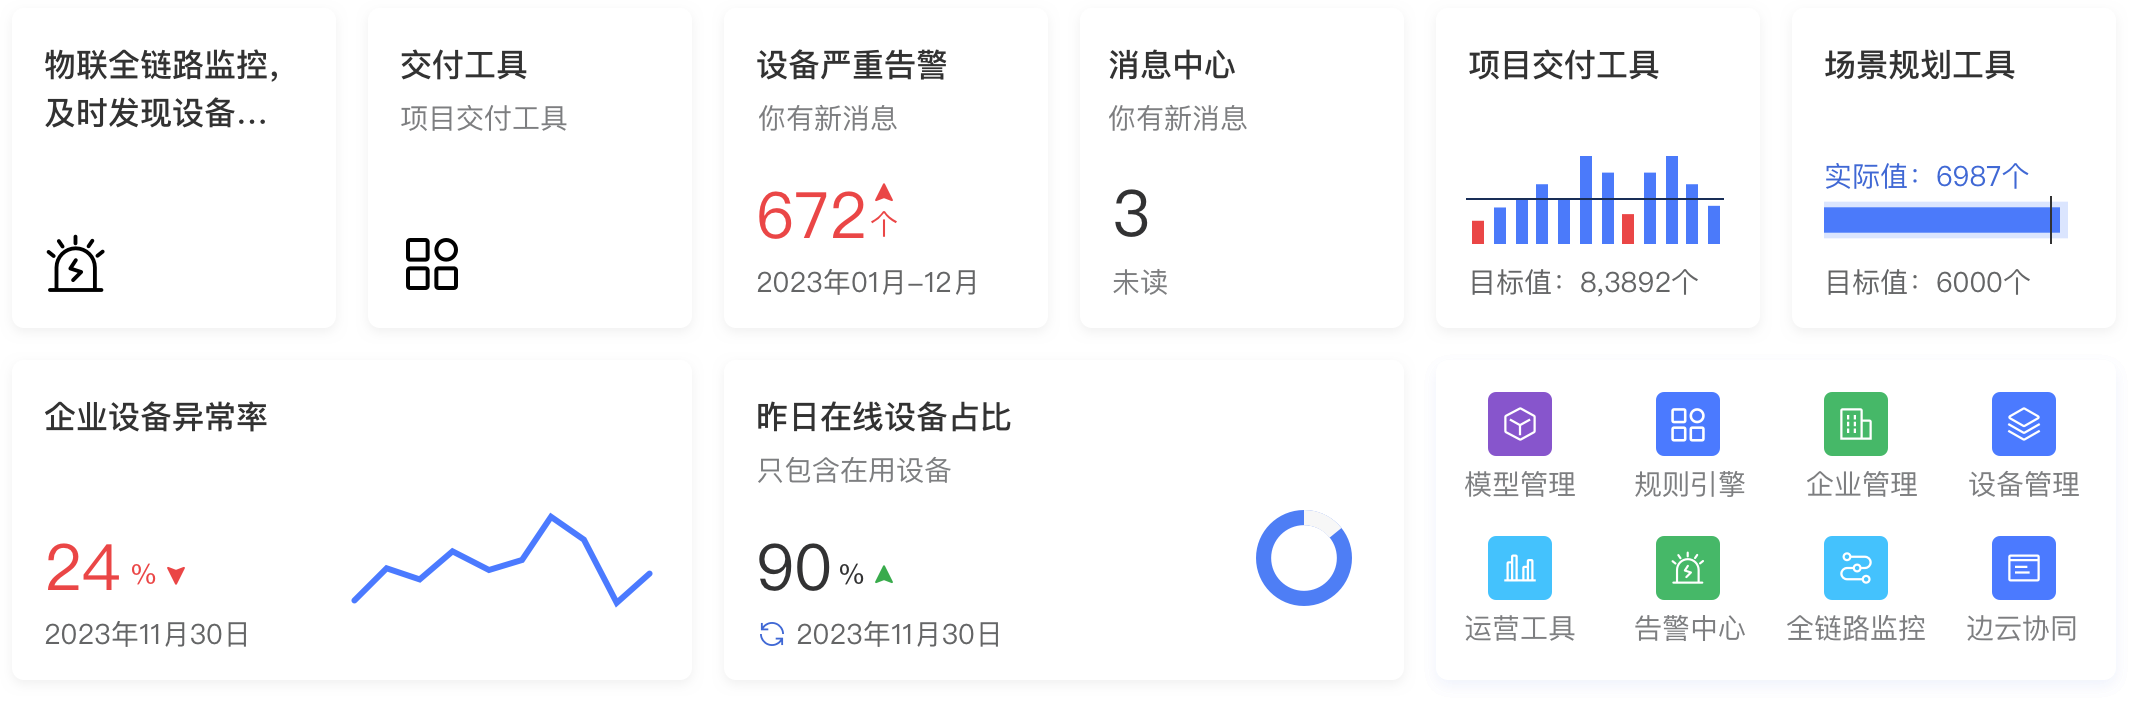 物联全链路监控,
及时发现设备...
交付工具
项目交付工具
设备严重告警
你有新消息
672个
2023年01月-12月
消息中心
你有新消息
3
未读
项目交付工具
目标值：8,3892个
场景规划工具
实际值：6987个
目标值：6000个
企业设备异常率
24 %
2023年11月30日
昨日在线设备占比
只包含在用设备
90 %
2023年11月30日
模型管理 规则引擎 企业管理 设备管理
运营工具 告警中心 全链路监控 边云协同